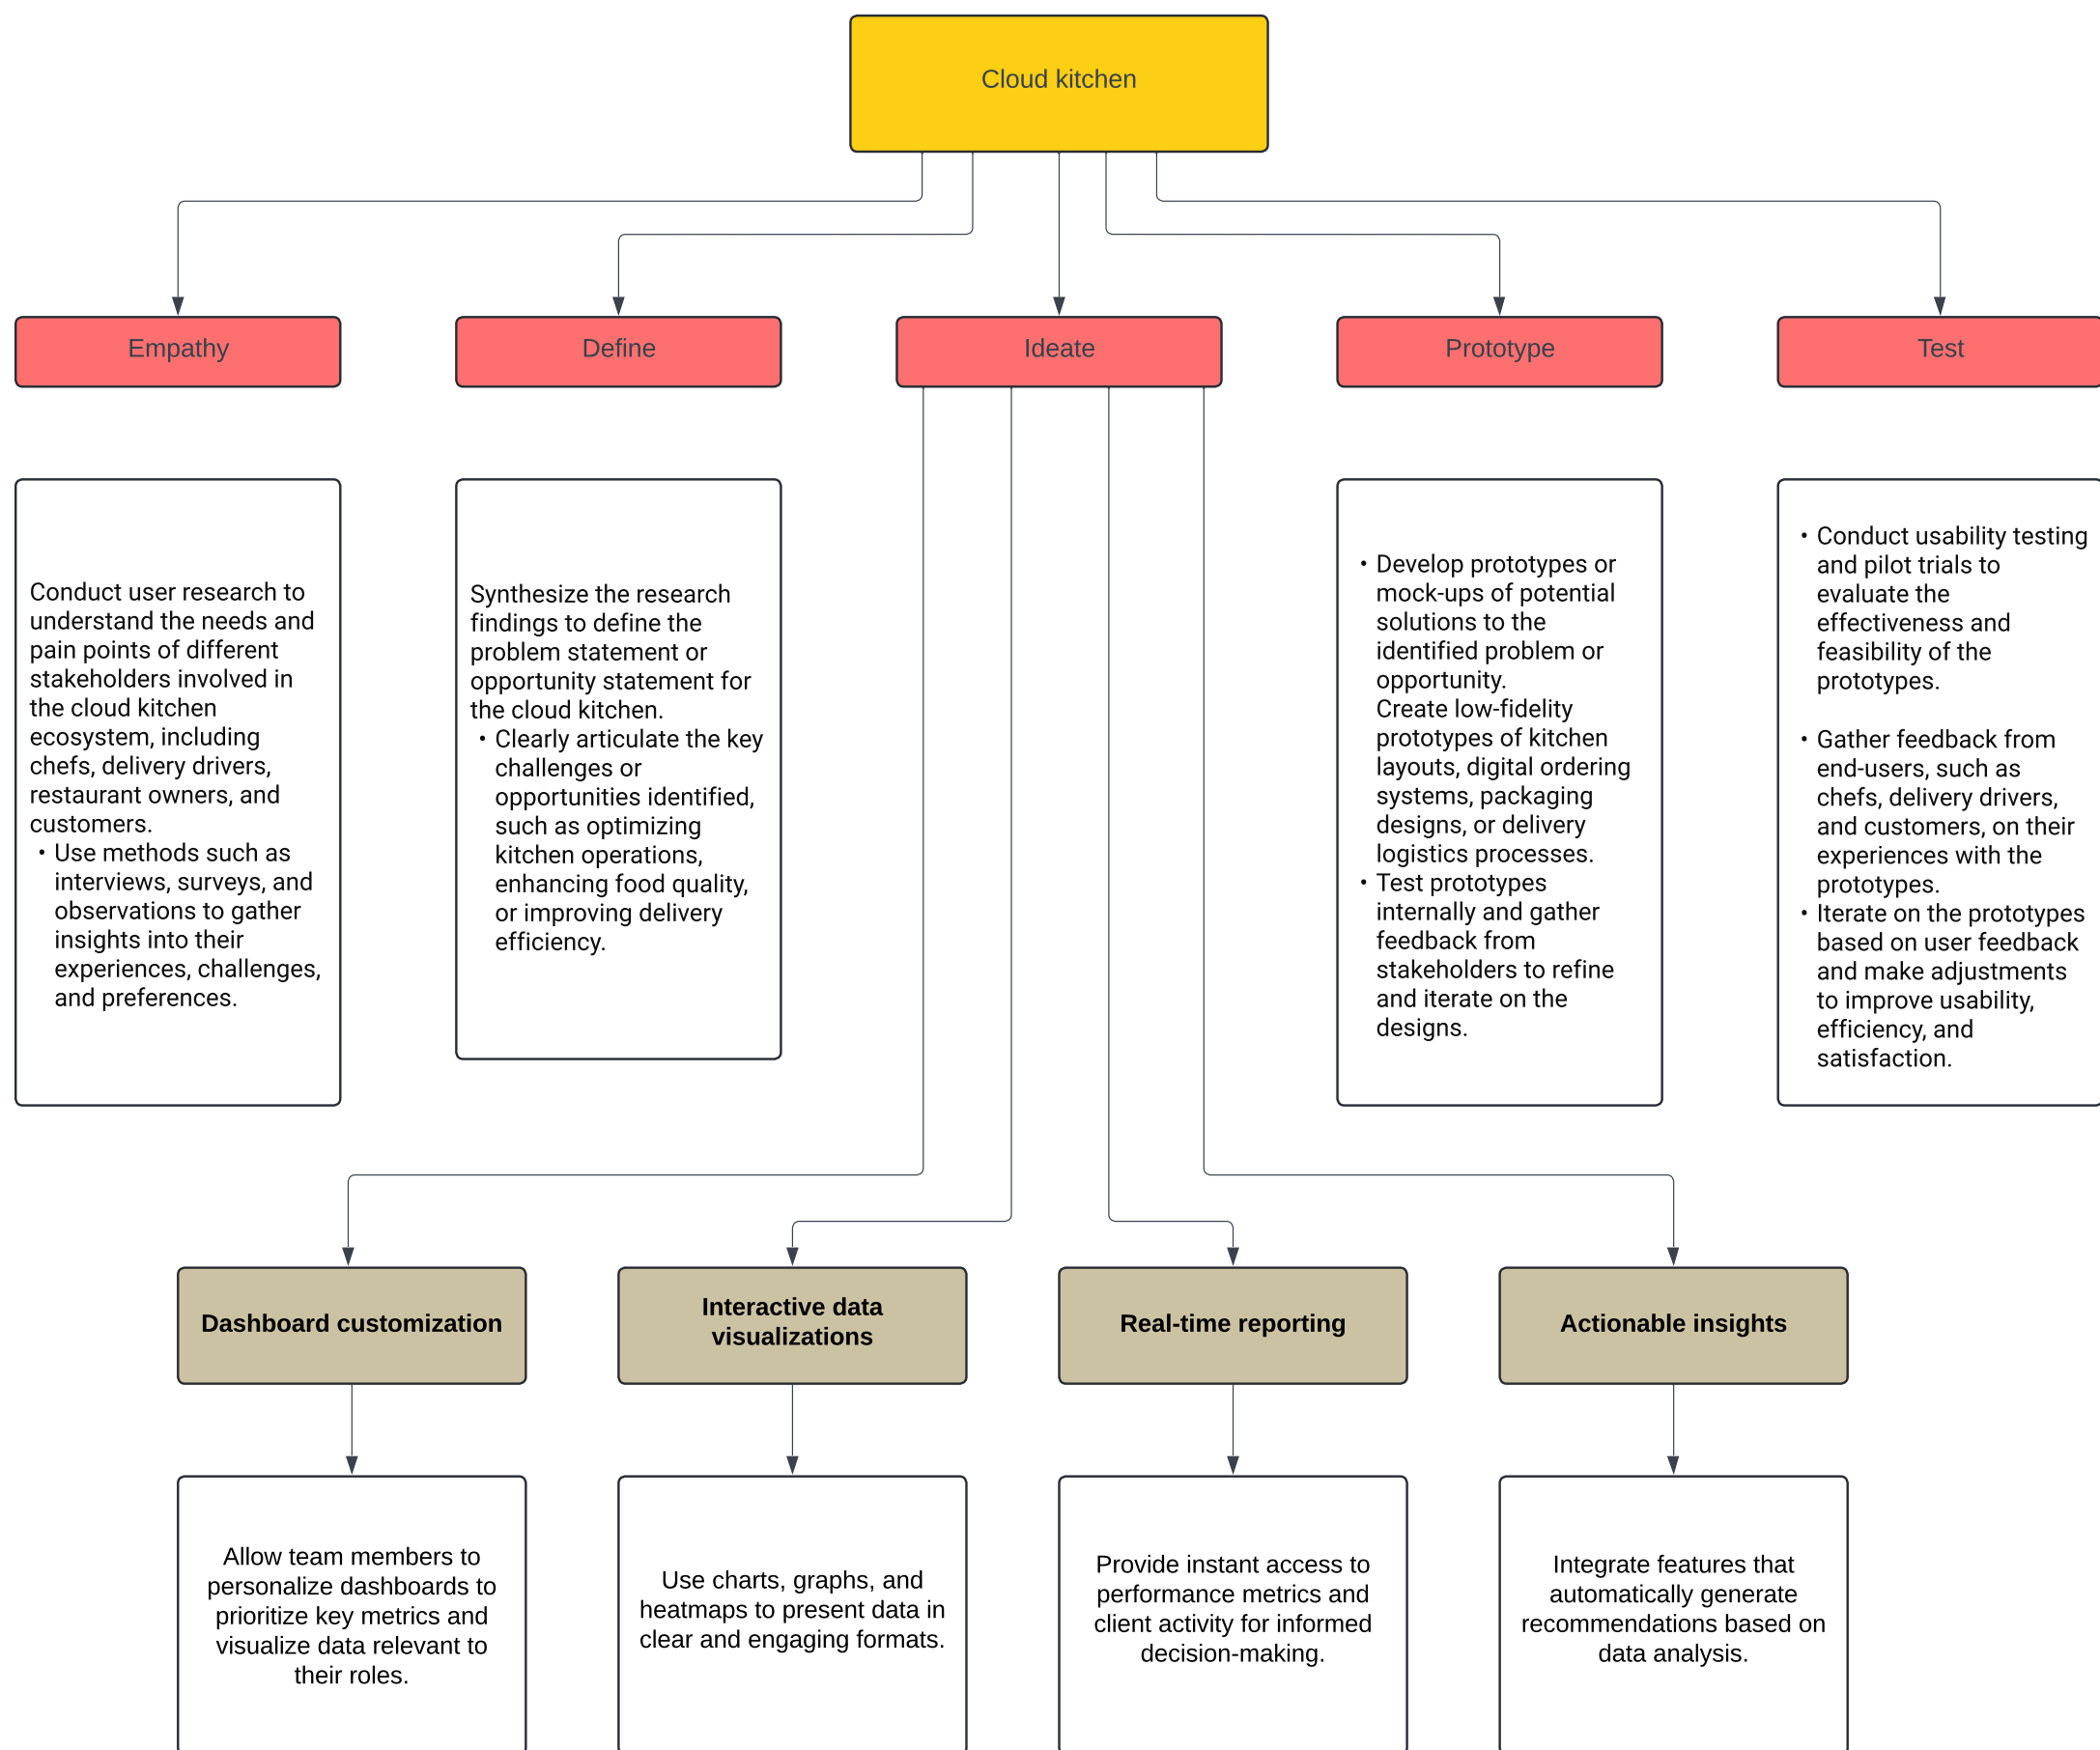 Cloud kitchen
Empathy
Define
Ideate
Prototype
Test
Conduct user research to
understand the needs and
pain points of different
stakeholders involved in
the cloud kitchen
ecosystem, including
chefs, delivery drivers,
restaurant owners, and
customers.
• Use methods such as
interviews, surveys, and
observations to gather
insights into their
experiences, challenges,
and preferences.
Synthesize the research
findings to define the
problem statement or
opportunity statement for
the cloud kitchen.
• Clearly articulate the key
challenges or
opportunities identified,
such as optimizing
kitchen operations,
enhancing food quality,
or improving delivery
efficiency.
• Develop prototypes or
mock-ups of potential
solutions to the
identified problem or
opportunity.
Create low-fidelity
prototypes of kitchen
layouts, digital ordering
systems, packaging
designs, or delivery
logistics processes.
• Test prototypes
internally and gather
feedback from
stakeholders to refine
and iterate on the
designs.
• Conduct usability testing
and pilot trials to
evaluate the
effectiveness and
feasibility of the
prototypes.
• Gather feedback from
end-users, such as
chefs, delivery drivers,
and customers, on their
experiences with the
prototypes.
• Iterate on the prototypes
based on user feedback
and make adjustments
to improve usability,
efficiency, and
satisfaction.
Dashboard customization
Interactive data
visualizations
Real-time reporting
Actionable insights
Allow team members to
personalize dashboards to
prioritize key metrics and
visualize data relevant to
their roles.
Use charts, graphs, and
heatmaps to present data in
clear and engaging formats.
Provide instant access to
performance metrics and
client activity for informed
decision-making.
Integrate features that
automatically generate
recommendations based on
data analysis.